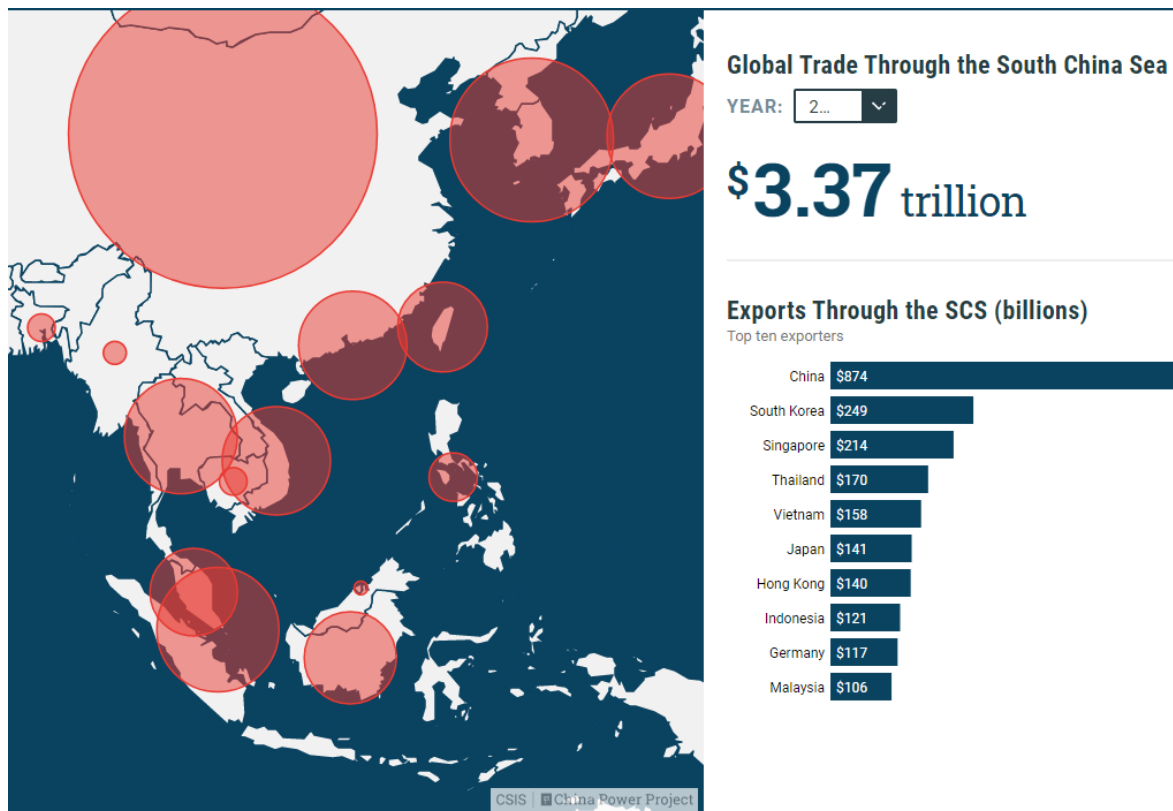 Global Trade Through the South China Sea
YEAR: 2...
$3.37 trillion
Exports Through the SCS (billions)
Top ten exporters
China $874
South Korea $249
Singapore $214
Thailand $170
Vietnam $158
Japan $141
Hong Kong $140
Indonesia $121
Germany $117
Malaysia $106
CSIS | China Power Project